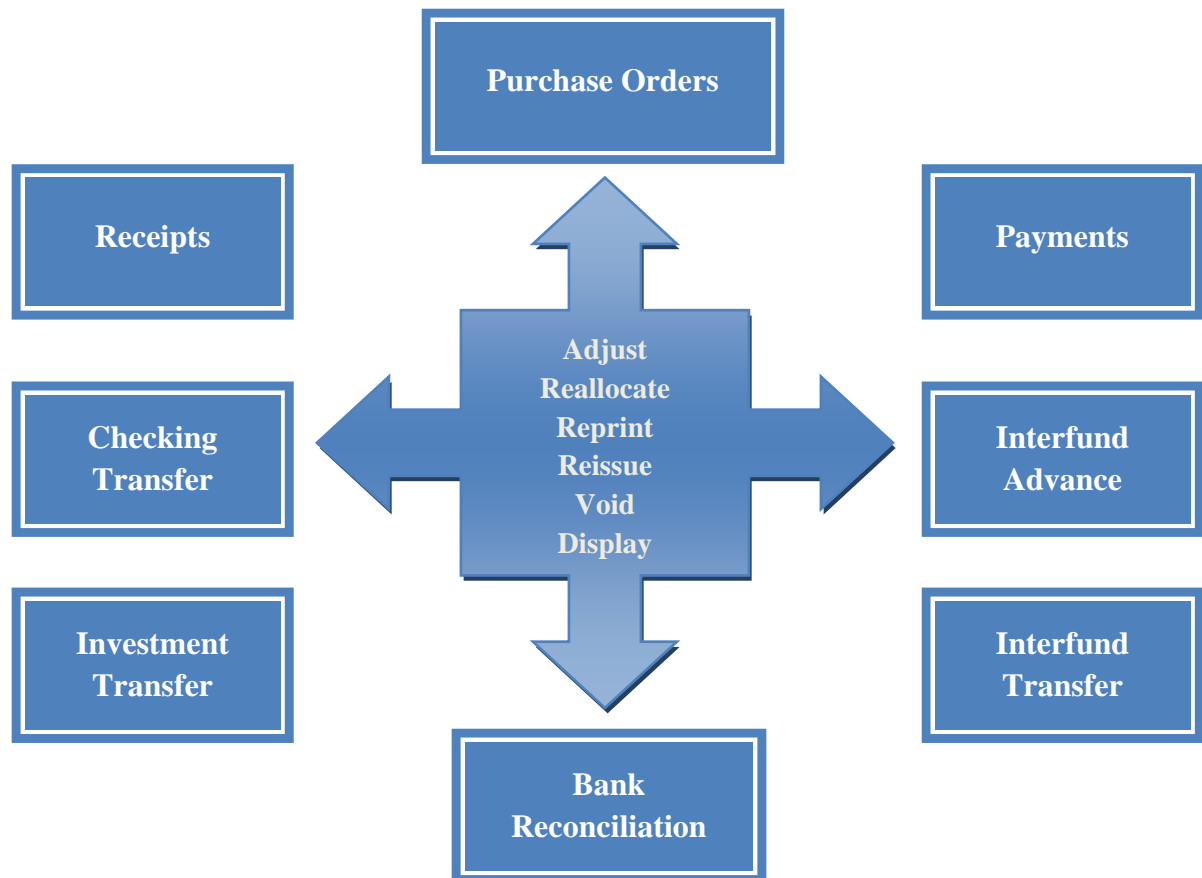 Purchase Orders
Receipts
Payments
Adjust
Reallocate
Reprint
Reissue
Void
Display
Checking
Transfer
Interfund
Advance
Investment
Transfer
Interfund
Transfer
Bank
Reconciliation